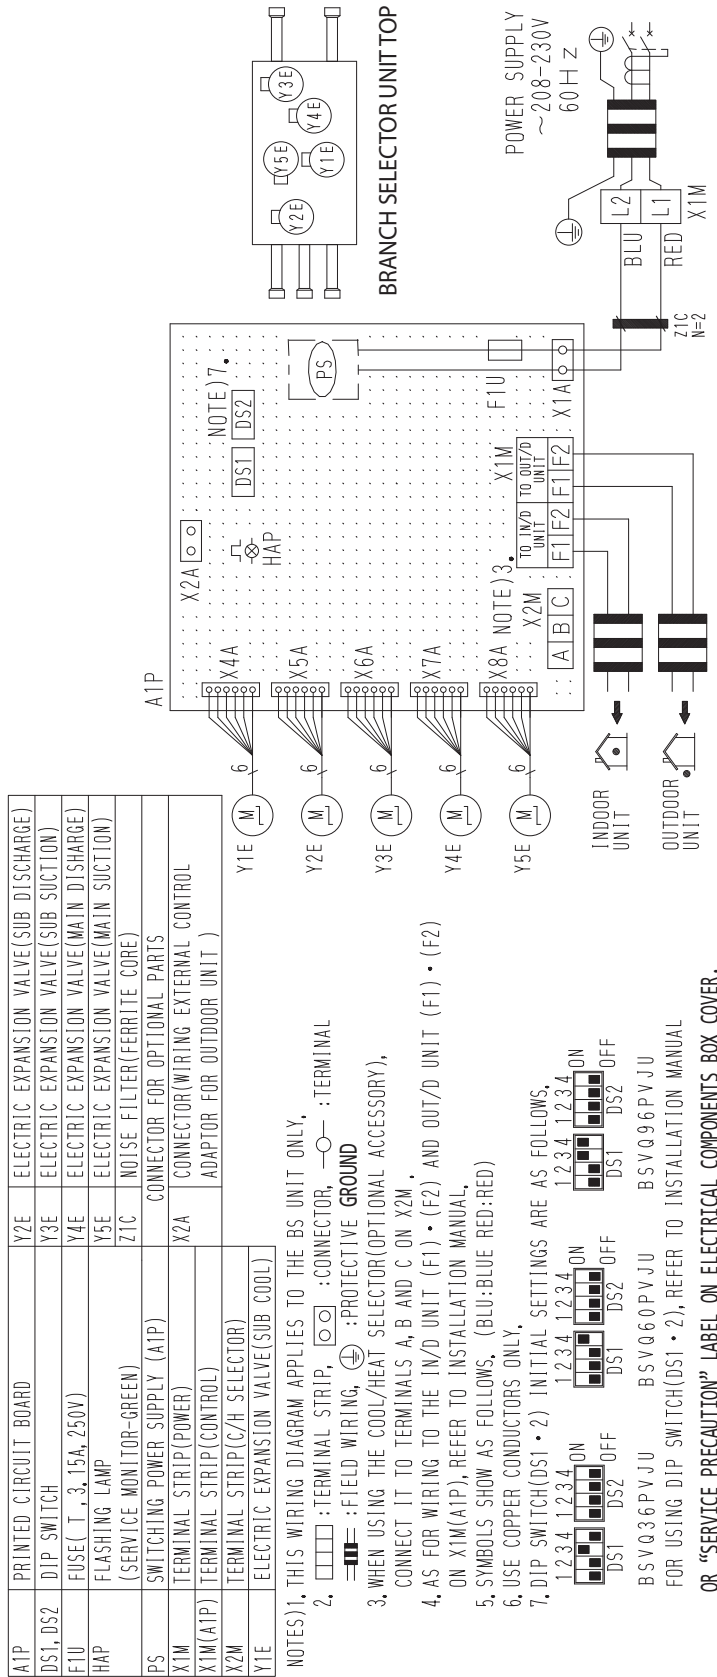 A1P PRINTED CIRCUIT BOARD
DS1, DS2 DIP SWITCH
F1U FUSE( T , 3. 15A, 250V)
HAP FLASHING LAMP
(SERVICE MONITOR-GREEN)
PS SWITCHING POWER SUPPLY (A1P)
X1M TERMINAL STRIP(POWER)
X1M(A1P) TERMINAL STRIP(CONTROL)
X2M TERMINAL STRIP(C/H SELECTOR)
Y1E ELECTRIC EXPANSION VALVE(SUB COOL)
Y2E ELECTRIC EXPANSION VALVE(SUB DISCHARGE)
Y3E ELECTRIC EXPANSION VALVE(SUB SUCTION)
Y4E ELECTRIC EXPANSION VALVE(MAIN DISHARGE)
Y5E ELECTRIC EXPANSION VALVE(MAIN SUCTION)
Z1C NOISE FILTER(FERRITE CORE)
CONNECTOR FOR OPTIONAL PARTS
X2A CONNECTOR(WIRING EXTERNAL CONTROL
ADAPTOR FOR OUTDOOR UNIT )
NOTES)1. THIS WIRING DIAGRAM APPLIES TO THE BS UNIT ONLY.
2. :TERMINAL STRIP, :CONNECTOR, :TERMINAL
:FIELD WIRING, :PROTECTIVE GROUND
3. WHEN USING THE COOL/HEAT SELECTOR(OPTIONAL ACCESSORY),
CONNECT IT TO TERMINALS A, B AND C ON X2M.
4. AS FOR WIRING TO THE IN/D UNIT (F1)・(F2) AND OUT/D UNIT (F1)・(F2)
ON X1M(A1P), REFER TO INSTALLATION MANUAL.
5. SYMBOLS SHOW AS FOLLOWS. (BLU:BLUE RED:RED)
6. USE COPPER CONDUCTORS ONLY.
7. DIP SWITCH(DS1・2) INITIAL SETTINGS ARE AS FOLLOWS.
1 2 3 4 1 2 3 4 ON
OFF
DS1 DS2
BSVQ36PVJU
1 2 3 4 1 2 3 4 ON
OFF
DS1 DS2
BSVQ60PVJU
1 2 3 4 1 2 3 4 ON
OFF
DS1 DS2
BSVQ96PVJU
FOR USING DIP SWITCH(DS1・2), REFER TO INSTALLATION MANUAL
OR “SERVICE PRECAUTION” LABEL ON ELECTRICAL COMPONENTS BOX COVER.
A1P
X2A
HAP
NOTE)7.
DS1 DS2
PS
F1U
X1A
X4A
X5A
X6A
X7A
X8A
NOTE)3.
X2M
A B C
X1M
TO IN/D UNIT
TO OUT/D UNIT
F1 F2 F1 F2
Y1E M 6
Y2E M 6
Y3E M 6
Y4E M 6
Y5E M 6
INDOOR
UNIT
OUTDOOR
UNIT
Y2E
Y5E
Y1E
Y4E
Y3E
BRANCH SELECTOR UNIT TOP
POWER SUPPLY
~208-230V
60Hz
L2
L1
X1M
BLU
RED
Z1C
N=2